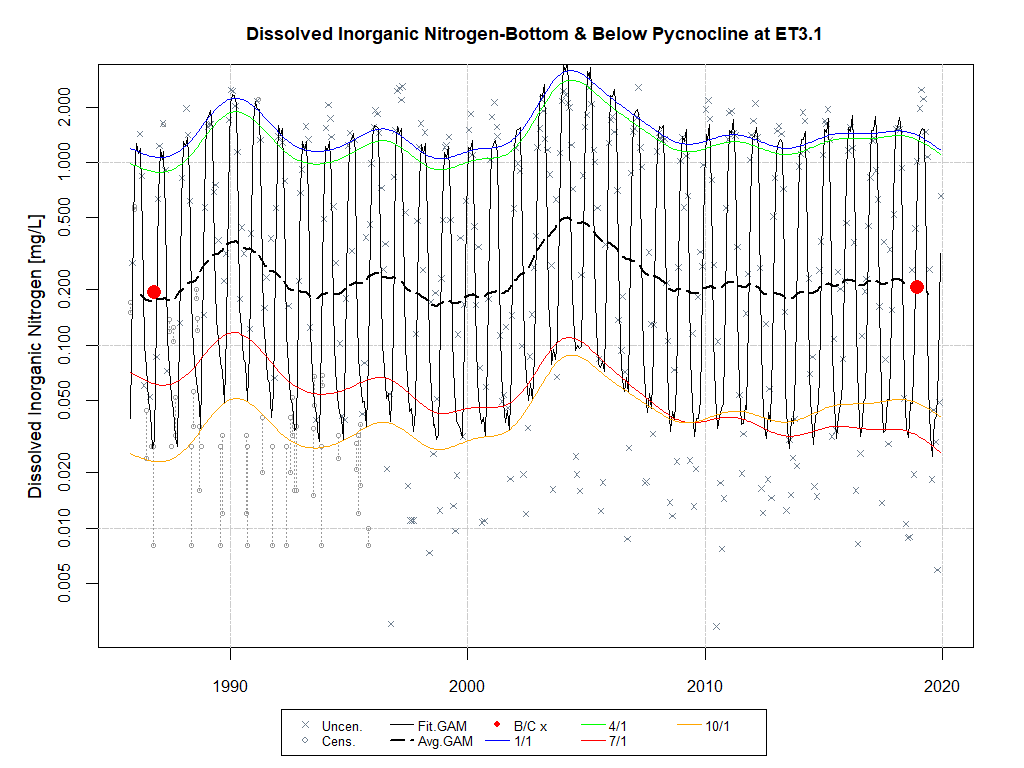 Dissolved Inorganic Nitrogen-Bottom & Below Pycnocline at ET3.1
Dissolved Inorganic Nitrogen [mg/L]
2.000
1.000
0.500
0.200
0.100
0.050
0.020
0.010
0.005
1990 2000 2010 2020
Uncen. Fit.GAM B/C x 4/1 10/1
Cens. Avg.GAM 1/1 7/1